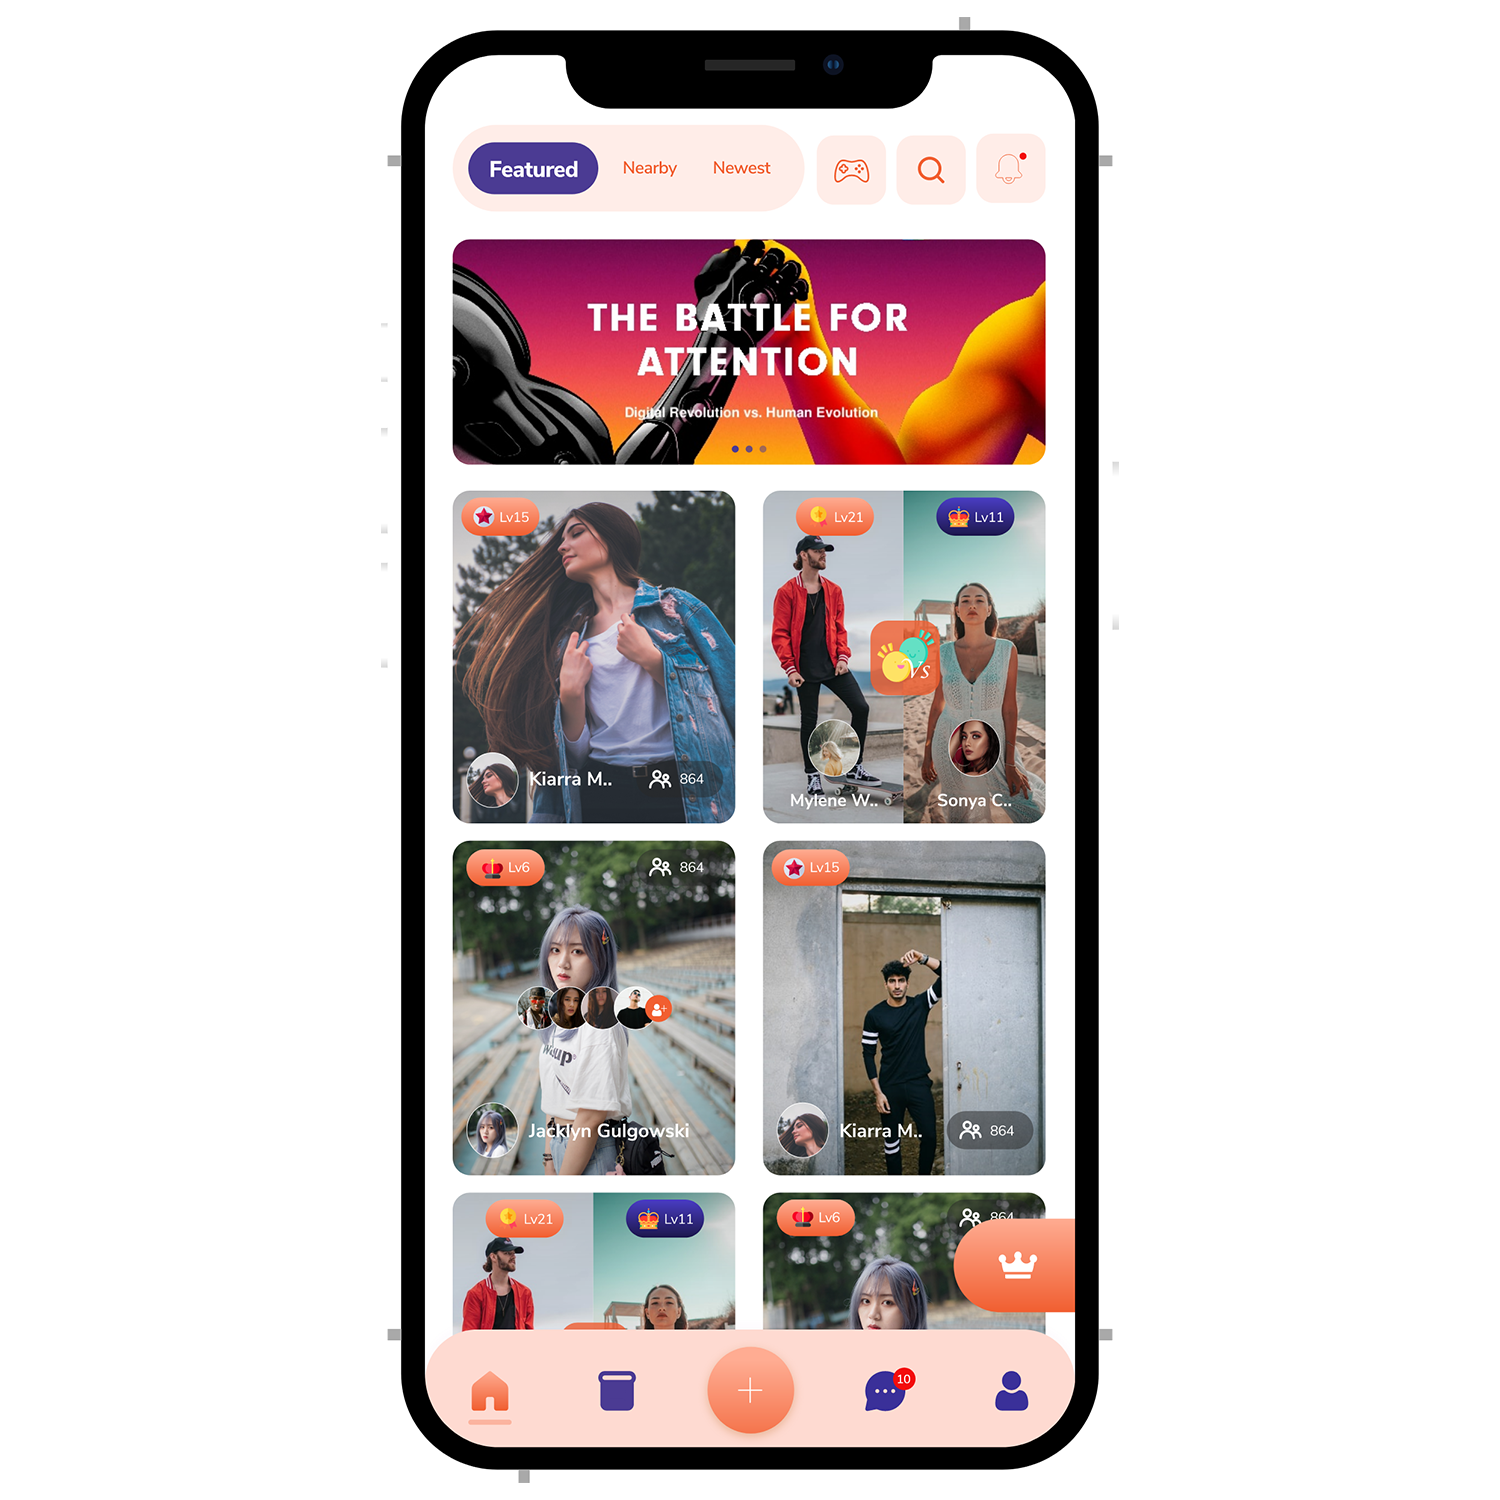 Featured
Nearby
Newest
THE BATTLE FOR
ATTENTION
Digital Revolution vs. Human Evolution
Lv15
Kiarra M..
864
Lv21
Lv11
Vs
Mylene W..
Sonya C..
Lv6
864
Jacklyn Gulgowski
Lv15
Kiarra M..
864
Lv21
Lv11
Lv6
864
10